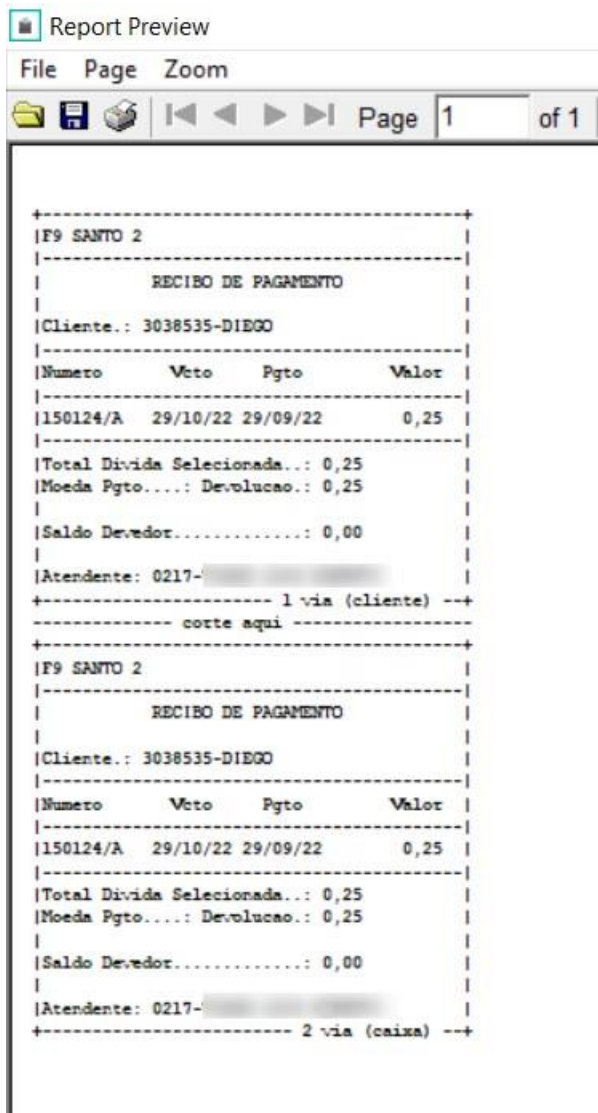 Report Preview
File Page Zoom
Page 1 of 1
+------------------------------------------+
|F9 SANTO 2 |
|------------------------------------------|
| RECIBO DE PAGAMENTO |
| |
|Cliente.: 3038535-DIEGO |
|------------------------------------------|
|Numero Vcto Pgto Valor |
|------------------------------------------|
|150124/A 29/10/22 29/09/22 0,25 |
|------------------------------------------|
|Total Divida Selecionada..: 0,25 |
|Moeda Pgto....: Devolucao.: 0,25 |
| |
|Saldo Devedor.............: 0,00 |
| |
|Atendente: 0217- |
+----------------------- 1 via (cliente) --+
-------------- corte aqui ------------------
+------------------------------------------+
|F9 SANTO 2 |
|------------------------------------------|
| RECIBO DE PAGAMENTO |
| |
|Cliente.: 3038535-DIEGO |
|------------------------------------------|
|Numero Vcto Pgto Valor |
|------------------------------------------|
|150124/A 29/10/22 29/09/22 0,25 |
|------------------------------------------|
|Total Divida Selecionada..: 0,25 |
|Moeda Pgto....: Devolucao.: 0,25 |
| |
|Saldo Devedor.............: 0,00 |
| |
|Atendente: 0217- |
+------------------------- 2 via (caixa) --+